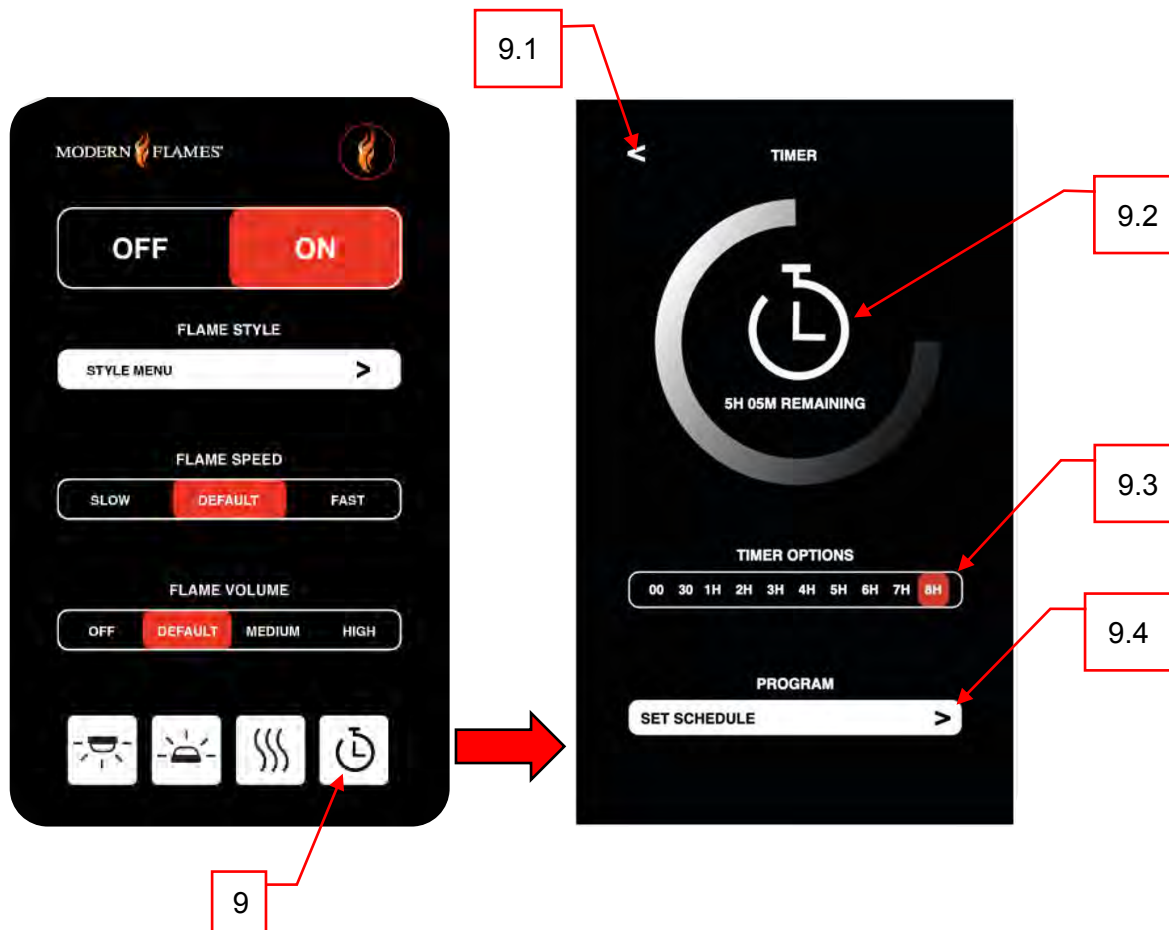 9.1
MODERN FLAMES®
OFF ON
FLAME STYLE
STYLE MENU >
FLAME SPEED
SLOW DEFAULT FAST
FLAME VOLUME
OFF DEFAULT MEDIUM HIGH
9
< TIMER
9.2
5H 05M REMAINING
9.3
TIMER OPTIONS
00 30 1H 2H 3H 4H 5H 6H 7H 8H
9.4
PROGRAM
SET SCHEDULE >